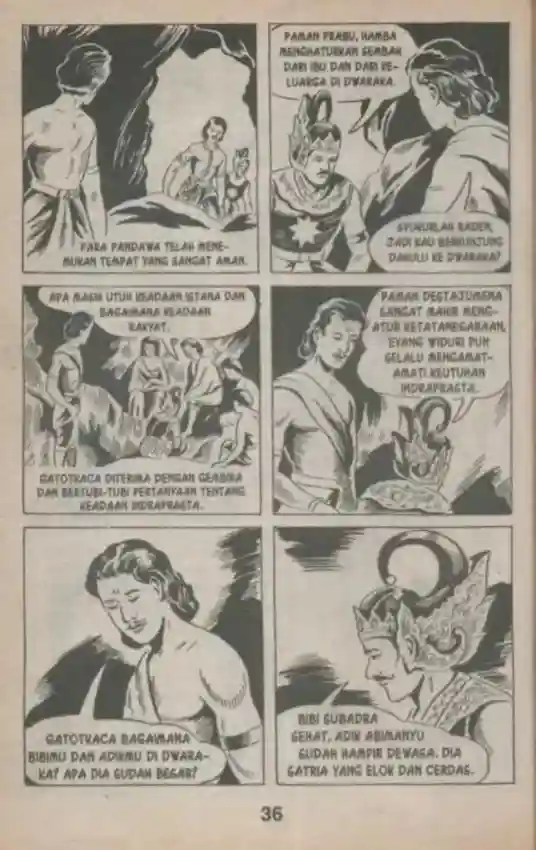 PARA PANDAWA TELAH MENE-
MUKAN TEMPAT YANG SANGAT AMAN.
PAMAN PRABU, HAMBA
MENGHATURKAN SEMBAH
DARI IBU DAN DARI KE-
LUARGA DI DWARAKA.
SYUKURLAH RADEN,
JADI KAU BERKUNJUNG
DAHULU KE DWARAKA?
APA MASIH UTUH KEADAAN ISTANA DAN
BAGAIMANA KEADAAN
RAKYAT.
GATOTKACA DITERIMA DENGAN GEMBIRA
DAN BERTUBI-TUBI PERTANYAAN TENTANG
KEADAAN INDRAPRASTA.
PAMAN DESTAJUMENA
SANGAT MAHIR MENG-
ATUR KETATANEGARAAN,
EYANG WIDURI PUN
SELALU MENGAMAT-
AMATI KEUTUHAN
INDRAPRASTA.
GATOTKACA BAGAIMANA
BIBIMU DAN ADIKMU DI DWARA-
KA? APA DIA SUDAH BESAR?
BIBI SUBADRA
SEHAT. ADIK ABIMANYU
SUDAH HAMPIR DEWASA. DIA
SATRIA YANG ELOK DAN CERDAS.
36